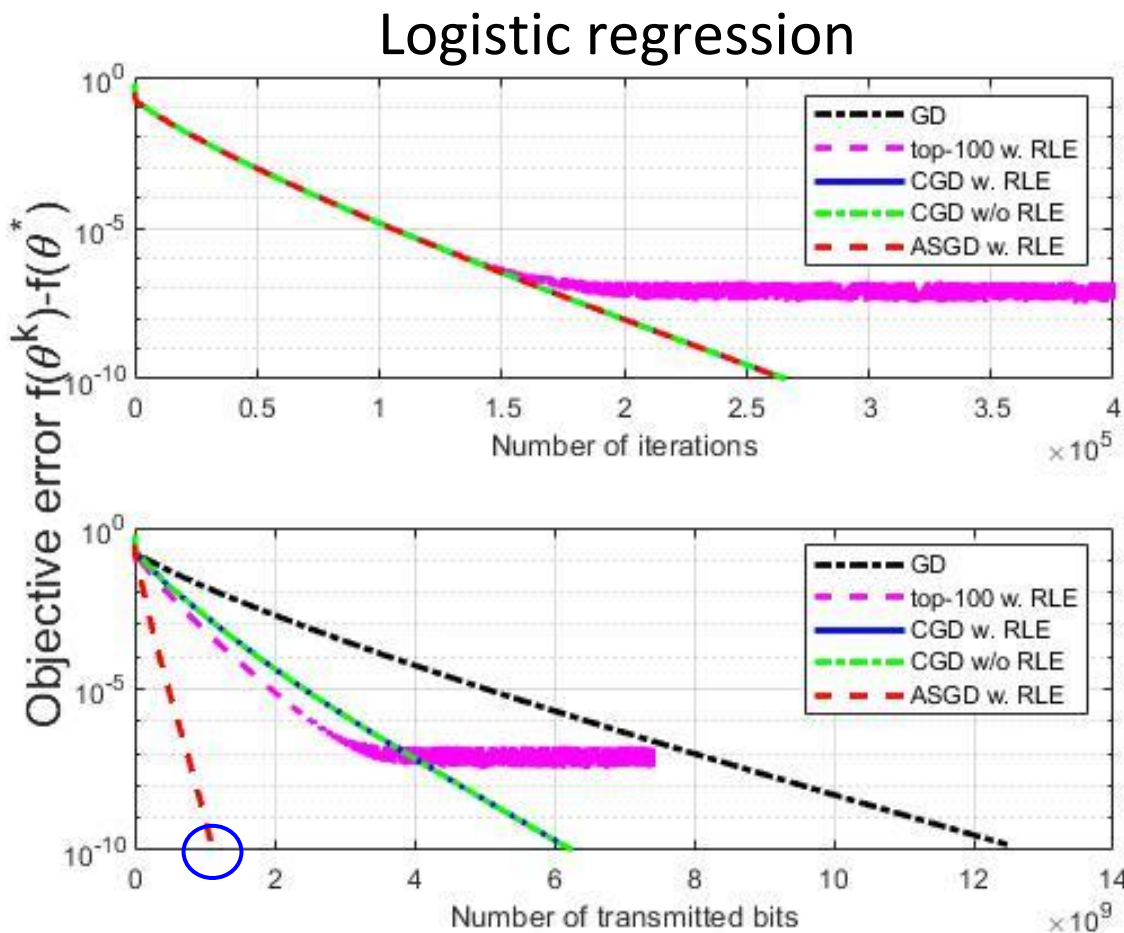 Logistic regression
Objective error f(θ^k)-f(θ^*)
10^0
10^-5
10^-10
GD
top-100 w. RLE
CGD w. RLE
CGD w/o RLE
ASGD w. RLE
0 0.5 1 1.5 2 2.5 3 3.5 4
Number of iterations
×10^5
10^0
10^-5
10^-10
GD
top-100 w. RLE
CGD w. RLE
CGD w/o RLE
ASGD w. RLE
0 2 4 6 8 10 12 14
Number of transmitted bits
×10^9